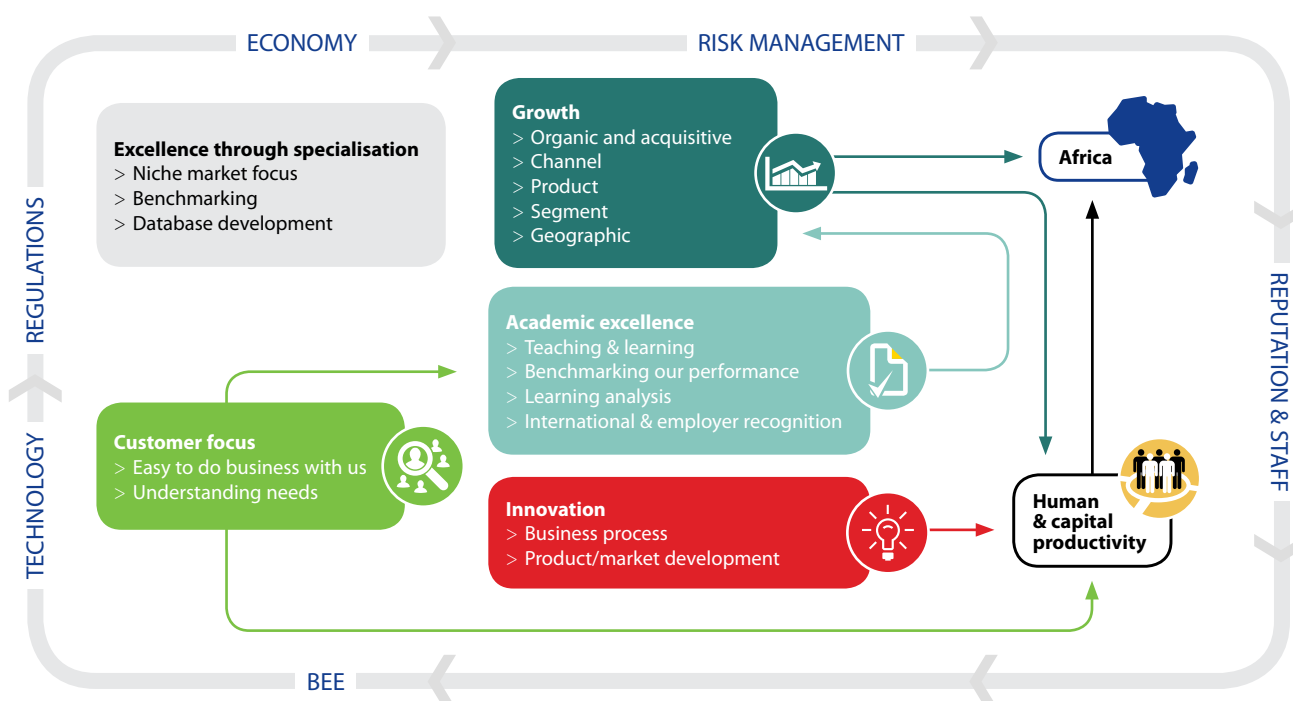 ECONOMY
RISK MANAGEMENT
Excellence through specialisation
> Niche market focus
> Benchmarking
> Database development
Growth
> Organic and acquisitive
> Channel
> Product
> Segment
> Geographic
Africa
REGULATIONS
TECHNOLOGY
Academic excellence
> Teaching & learning
> Benchmarking our performance
> Learning analysis
> International & employer recognition
Customer focus
> Easy to do business with us
> Understanding needs
Innovation
> Business process
> Product/market development
Human
& capital
productivity
REPUTATION & STAFF
BEE